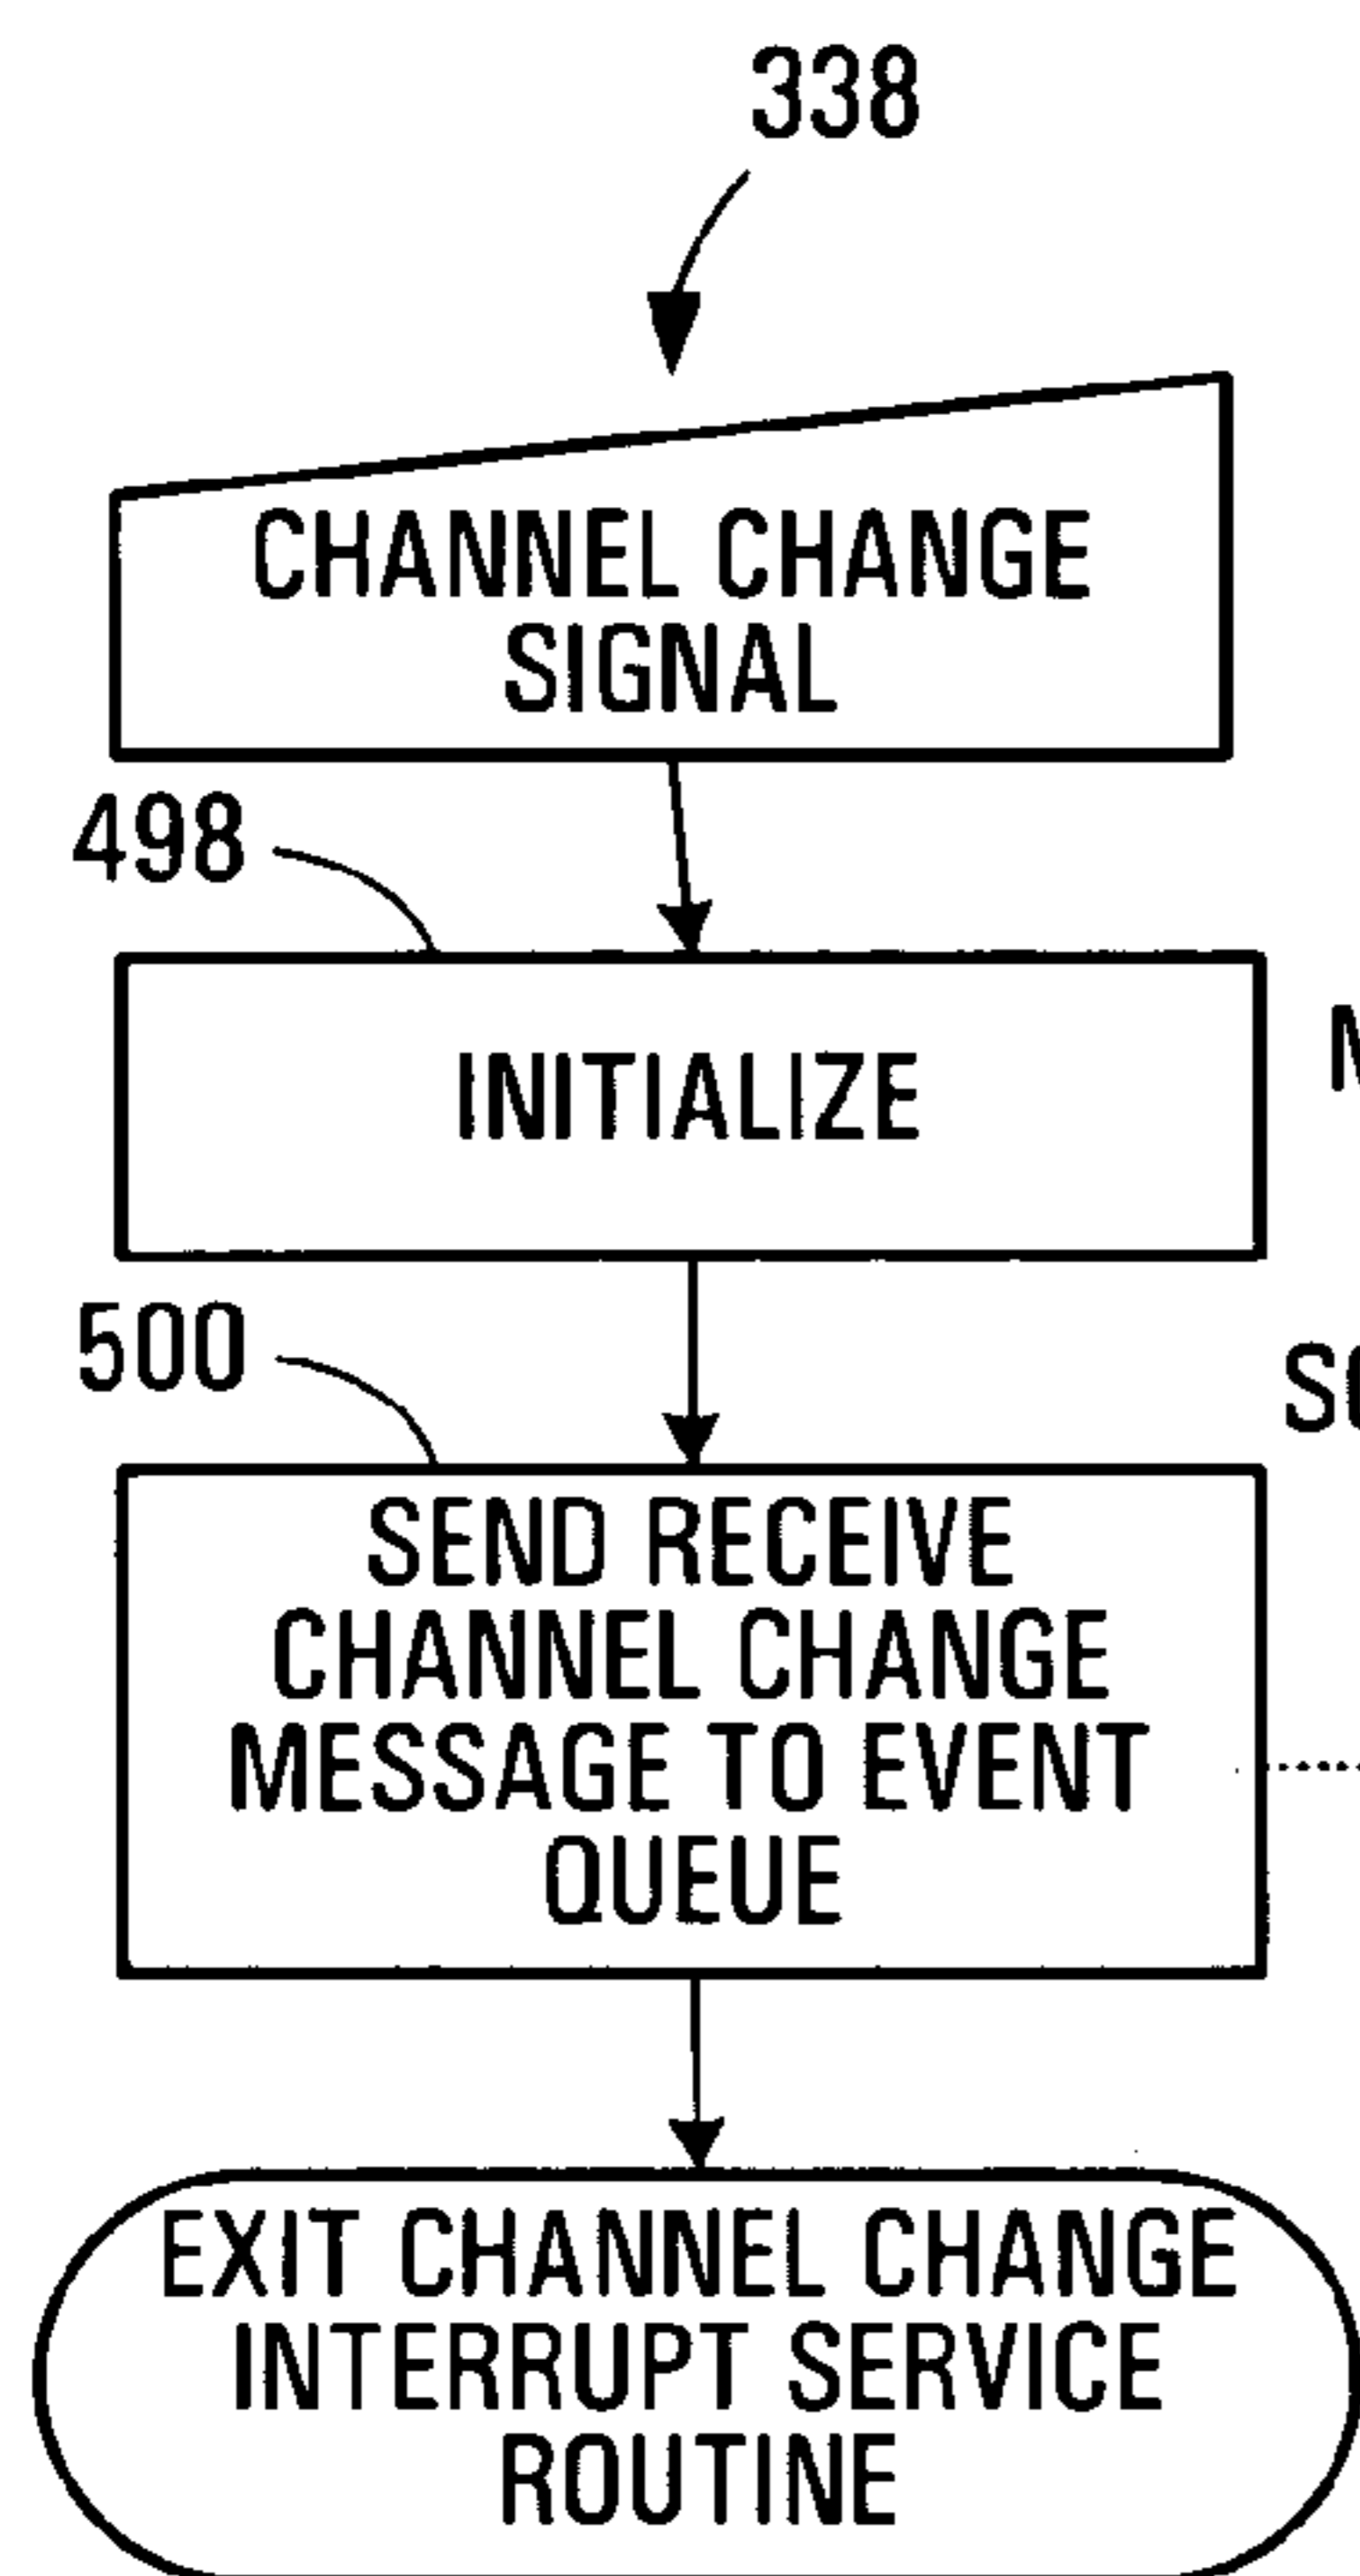 338
CHANNEL CHANGE
SIGNAL
498
INITIALIZE
500
SEND RECEIVE
CHANNEL CHANGE
MESSAGE TO EVENT
QUEUE
EXIT CHANNEL CHANGE
INTERRUPT SERVICE
ROUTINE